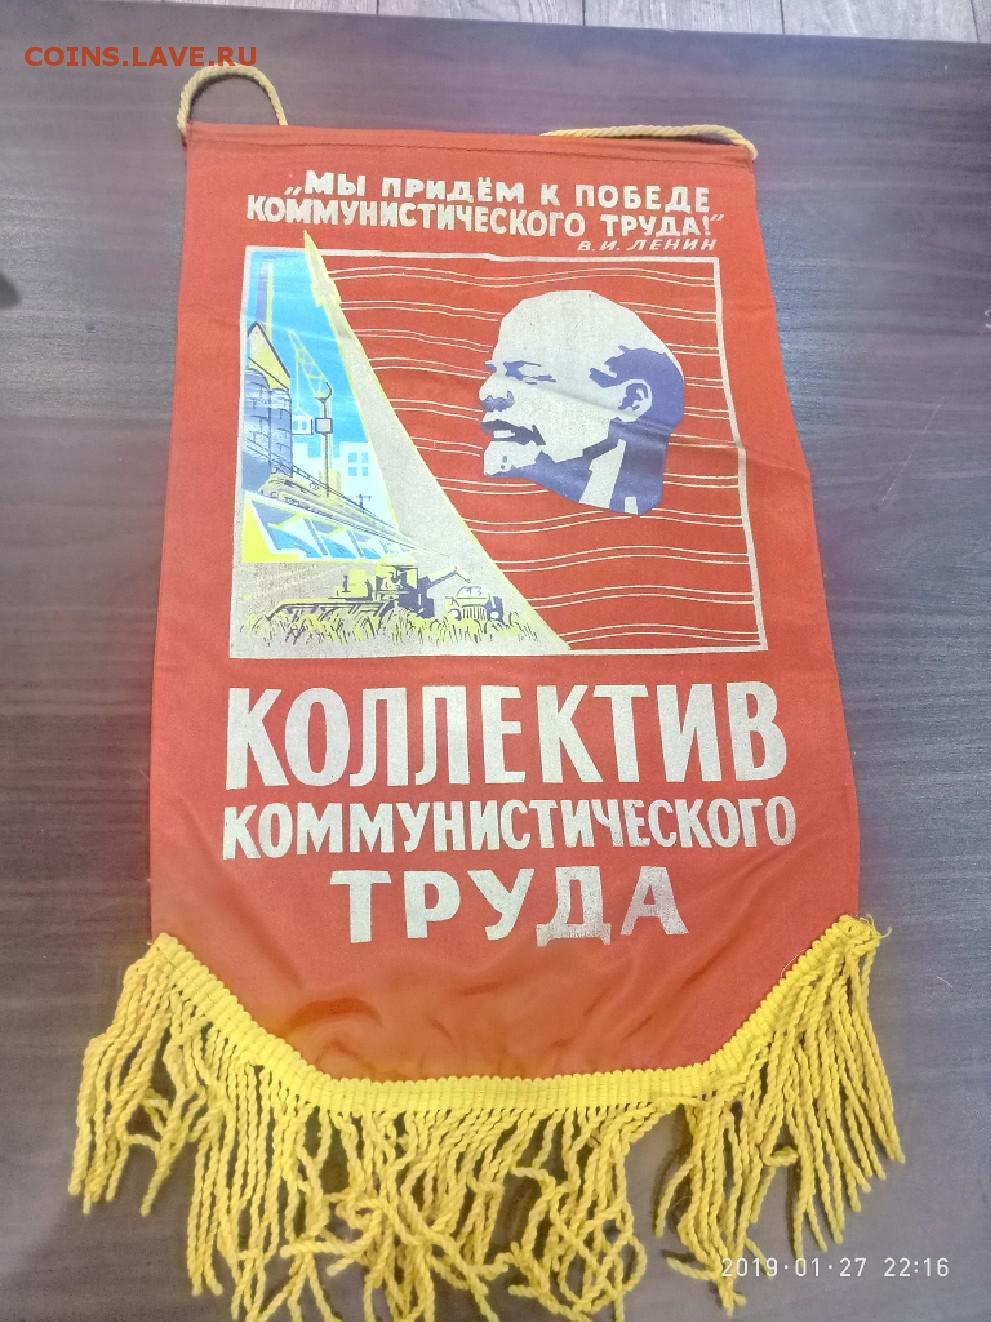 COINS.LAVE.RU
„МЫ ПРИДЁМ К ПОБЕДЕ
КОММУНИСТИЧЕСКОГО ТРУДА!“
В.И. ЛЕНИН
КОЛЛЕКТИВ
КОММУНИСТИЧЕСКОГО
ТРУДА
2019·01·27 22:16